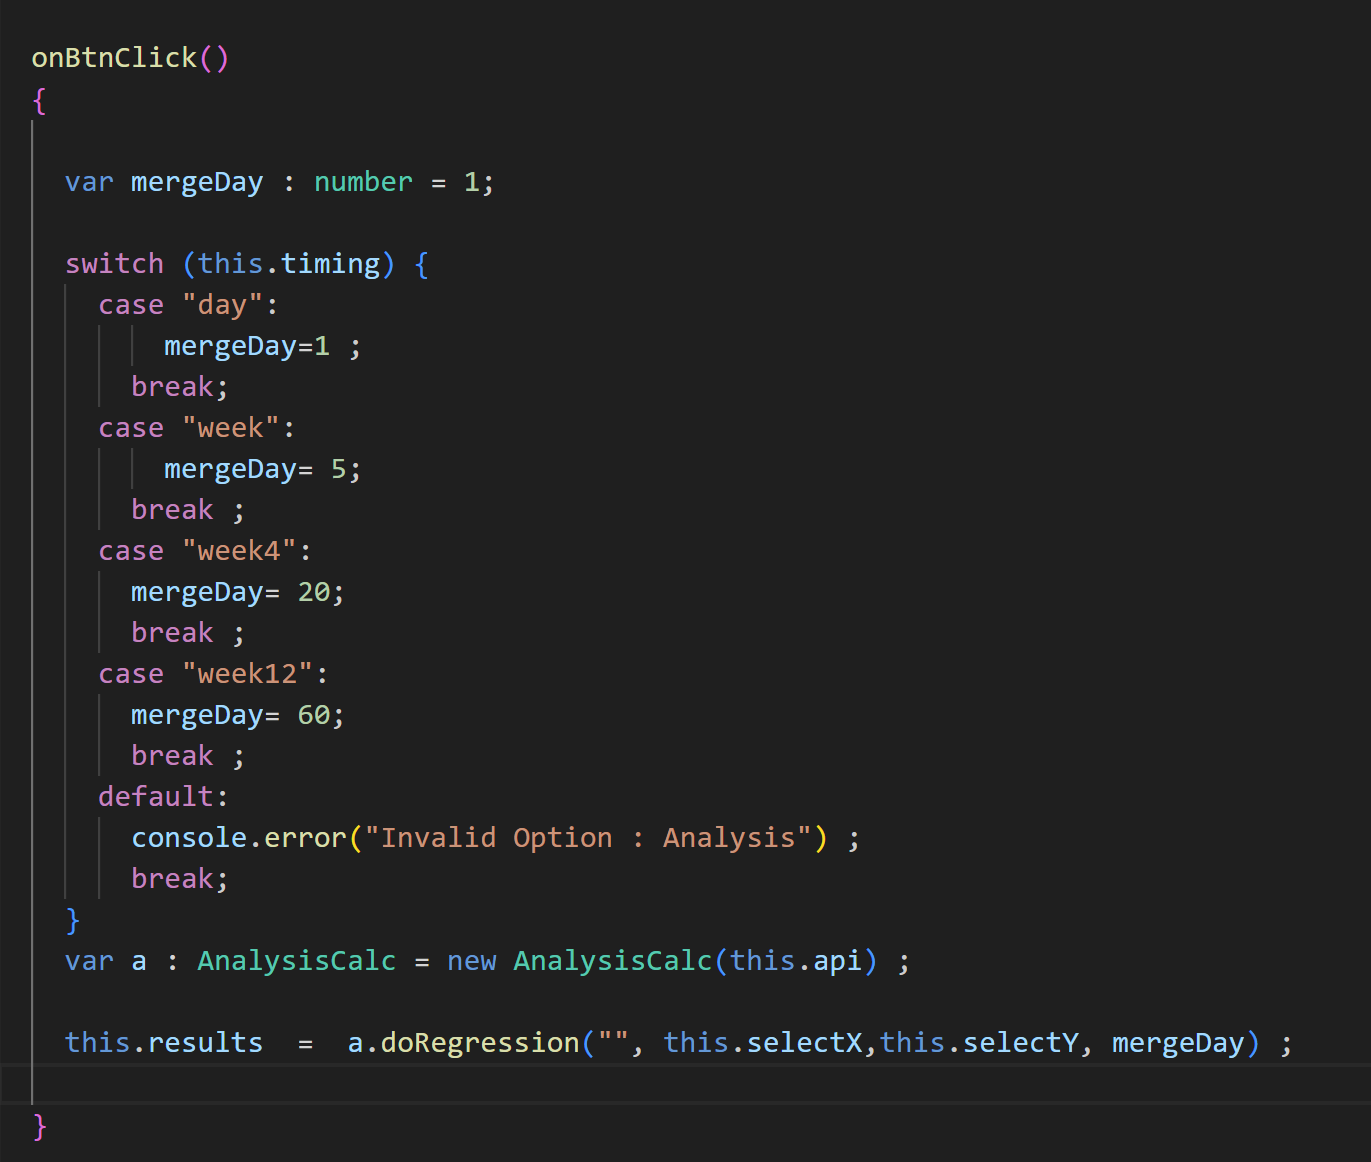 onBtnClick()
{
var mergeDay : number = 1;
switch (this.timing) {
case "day":
mergeDay=1 ;
break;
case "week":
mergeDay= 5;
break ;
case "week4":
mergeDay= 20;
break ;
case "week12":
mergeDay= 60;
break ;
default:
console.error("Invalid Option : Analysis") ;
break;
}
var a : AnalysisCalc = new AnalysisCalc(this.api) ;
this.results  =  a.doRegression("", this.selectX,this.selectY, mergeDay) ;
}